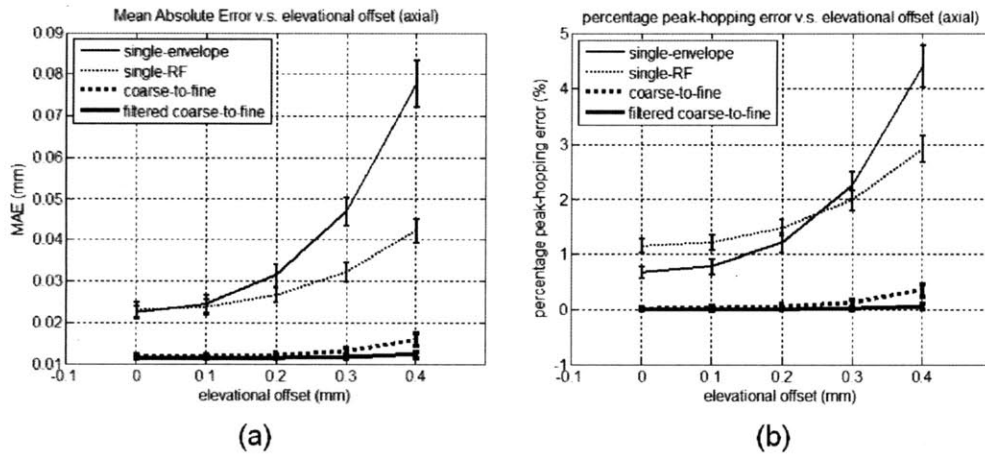 Mean Absolute Error v.s. elevational offset (axial)
0.09
0.08
0.07
0.06
0.05
0.04
0.03
0.02
0.01
MAE (mm)
single-envelope
single-RF
coarse-to-fine
filtered coarse-to-fine
-0.1
0
0.1
0.2
0.3
0.4
elevational offset (mm)
(a)
percentage peak-hopping error v.s. elevational offset (axial)
5
4
3
2
1
0
-1
percentage peak-hopping error (%)
single-envelope
single-RF
coarse-to-fine
filtered coarse-to-fine
-0.1
0
0.1
0.2
0.3
0.4
elevational offset (mm)
(b)